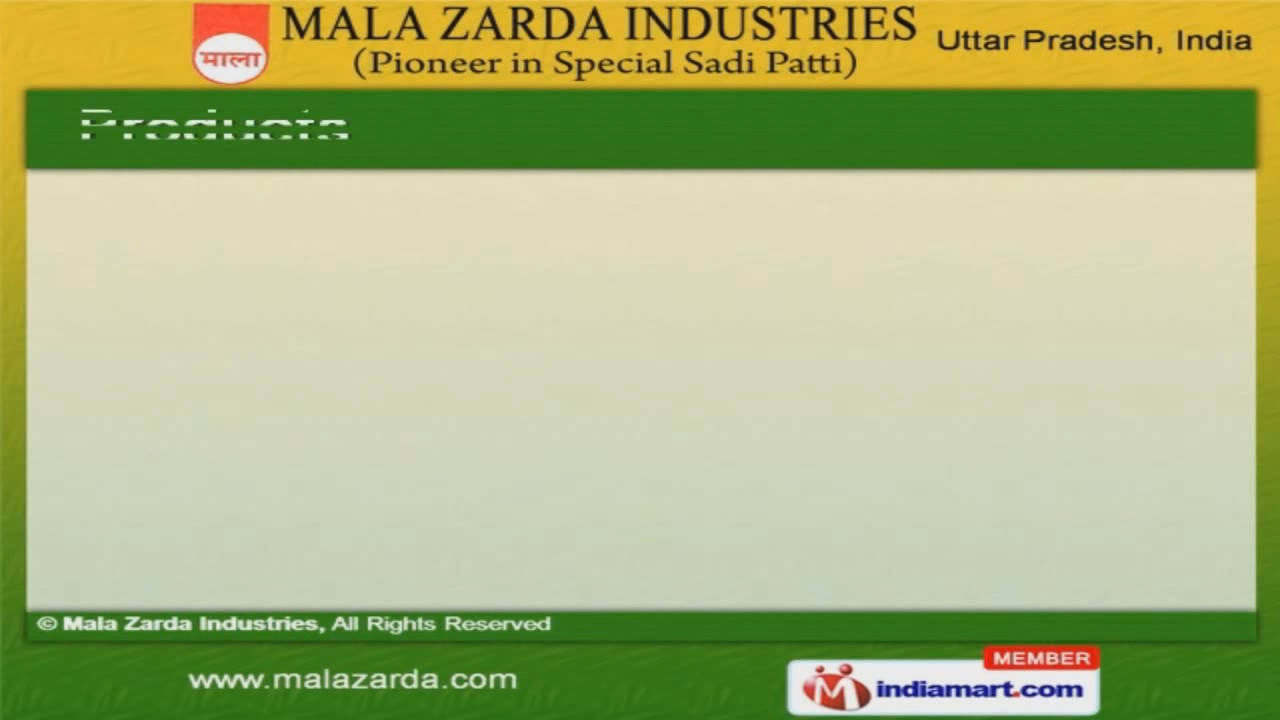 माला
MALA ZARDA INDUSTRIES
(Pioneer in Special Sadi Patti)
Uttar Pradesh, India
Products
© Mala Zarda Industries, All Rights Reserved
www.malazarda.com
MEMBER
indiamart.com